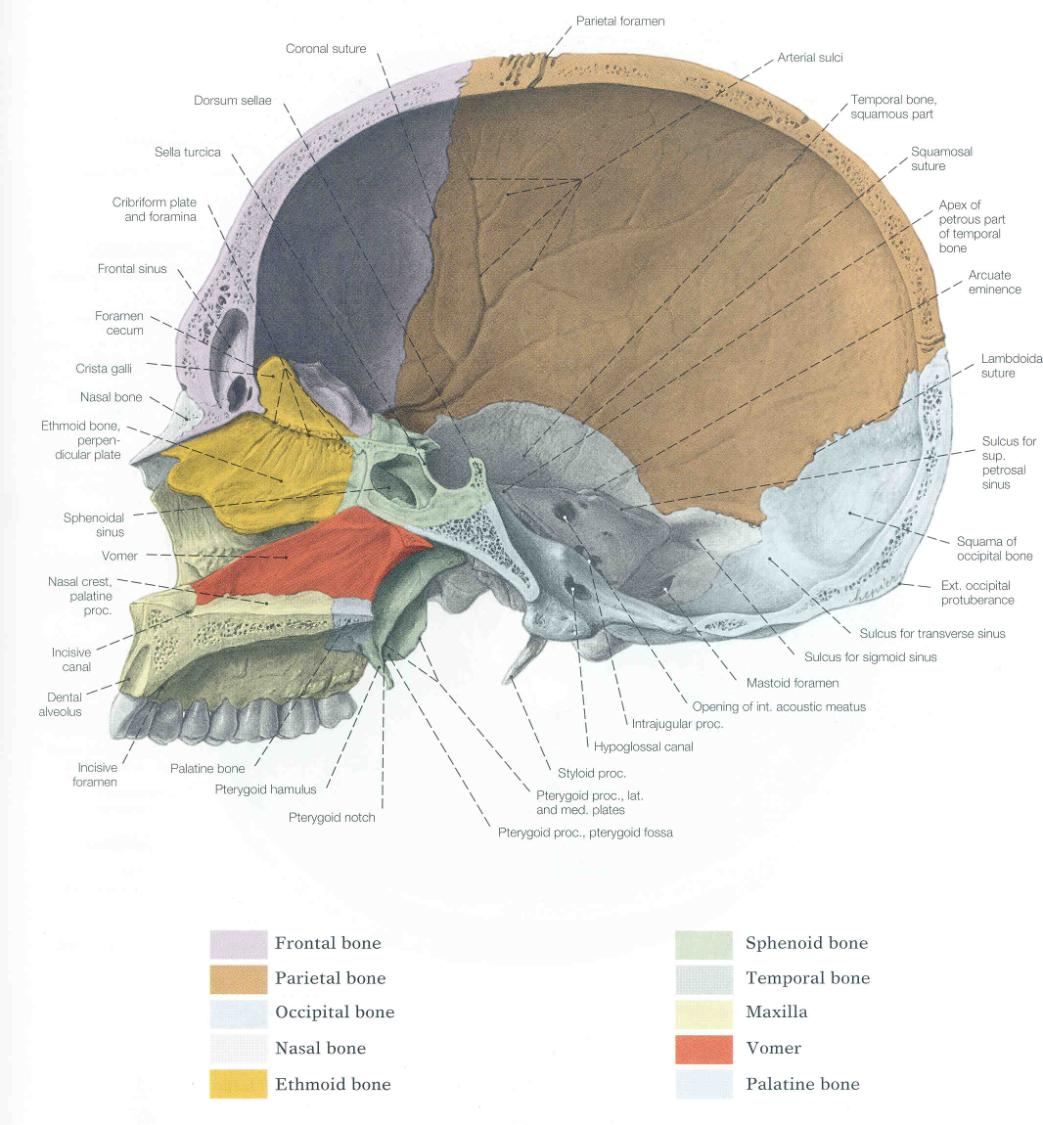 Parietal foramen
Coronal suture
Arterial sulci
Dorsum sellae
Temporal bone,
squamous part
Sella turcica
Squamosal
suture
Cribriform plate
and foramina
Apex of
petrous part
of temporal
bone
Frontal sinus
Arcuate
eminence
Foramen
cecum
Crista galli
Lambdoida
suture
Nasal bone
Ethmoid bone,
perpen-
dicular plate
Sulcus for
sup.
petrosal
sinus
Sphenoidal
sinus
Squama of
occipital bone
Vomer
Nasal crest,
palatine
proc.
Ext. occipital
protuberance
Incisive
canal
Sulcus for transverse sinus
Sulcus for sigmoid sinus
Dental
alveolus
Mastoid foramen
Opening of int. acoustic meatus
Intrajugular proc.
Hypoglossal canal
Incisive
foramen
Palatine bone
Styloid proc.
Pterygoid hamulus
Pterygoid proc., lat.
and med. plates
Pterygoid notch
Pterygoid proc., pterygoid fossa
Frontal bone
Parietal bone
Occipital bone
Nasal bone
Ethmoid bone
Sphenoid bone
Temporal bone
Maxilla
Vomer
Palatine bone